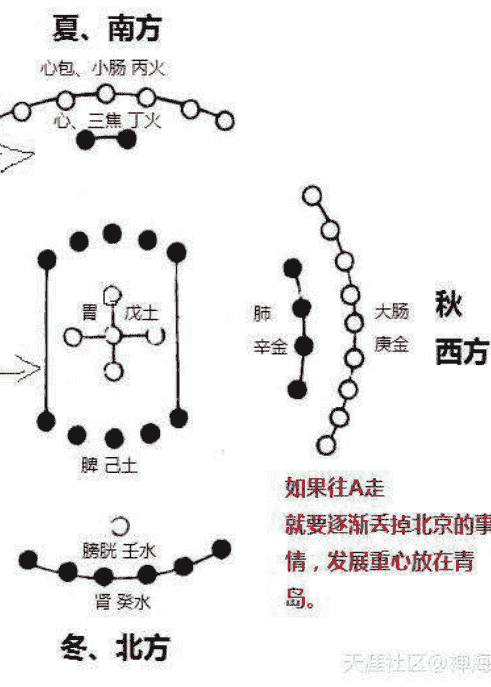 夏、南方
心包、小肠 丙火
心、三焦 丁火
胃 戊土
脾 己土
肺
辛金
大肠
庚金
秋
西方
如果往A走
就要逐渐丢掉北京的事
情，发展重心放在青
岛。
膀胱 壬水
肾 癸水
冬、北方
天涯社区@禅海